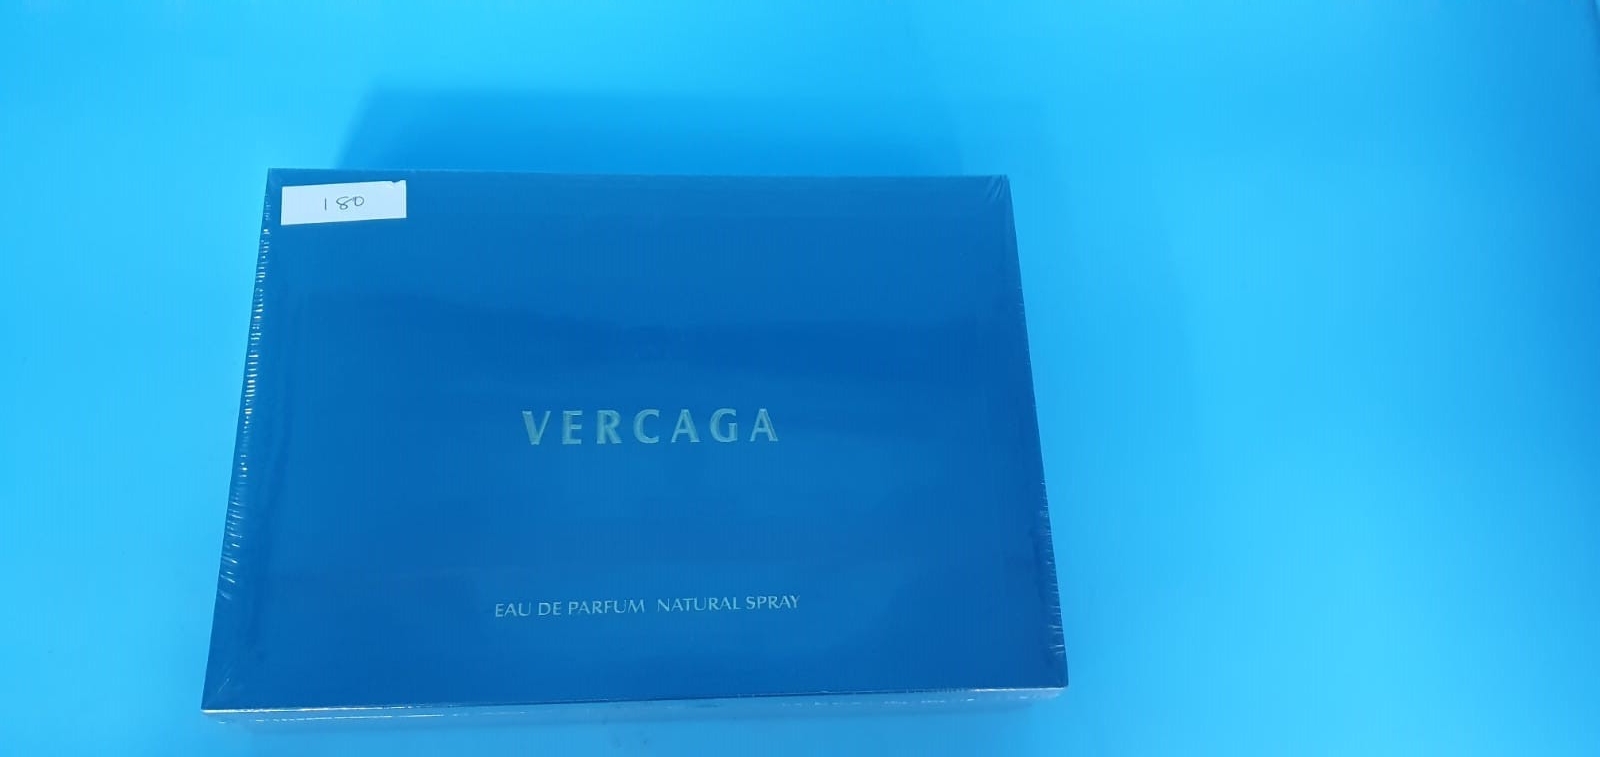 180
VERCAGA
EAU DE PARFUM NATURAL SPRAY